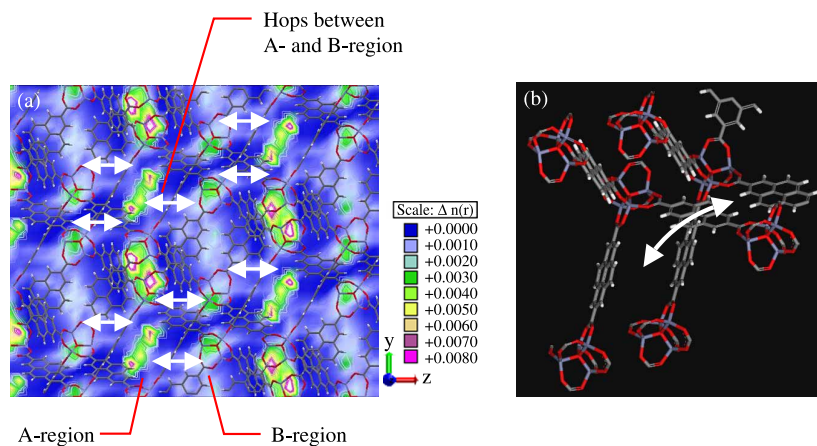 Hops between
A- and B-region
(a)
(b)
Scale: Δ n(r)
+0.0000
+0.0010
+0.0020
+0.0030
+0.0040
+0.0050
+0.0060
+0.0070
+0.0080
y
z
A-region
B-region